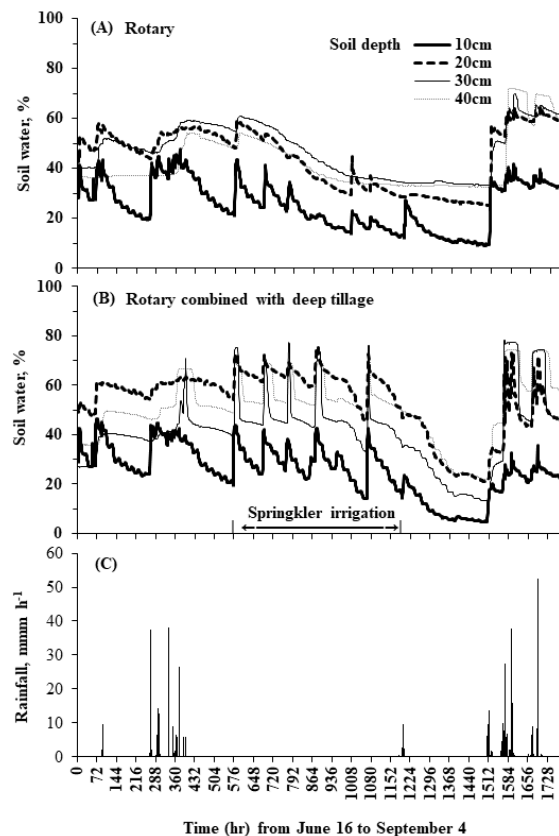 (A) Rotary
Soil depth
10cm
20cm
30cm
40cm
Soil water, %
100
80
60
40
20
0
(B) Rotary combined with deep tillage
Soil water, %
100
80
60
40
20
0
Springkler irrigation
(C)
Rainfall, mmm h-1
60
50
40
30
20
10
0
0 72 144 216 288 360 432 504 576 648 720 792 864 936 1008 1080 1152 1224 1296 1368 1440 1512 1584 1656 1728
Time (hr) from June 16 to September 4